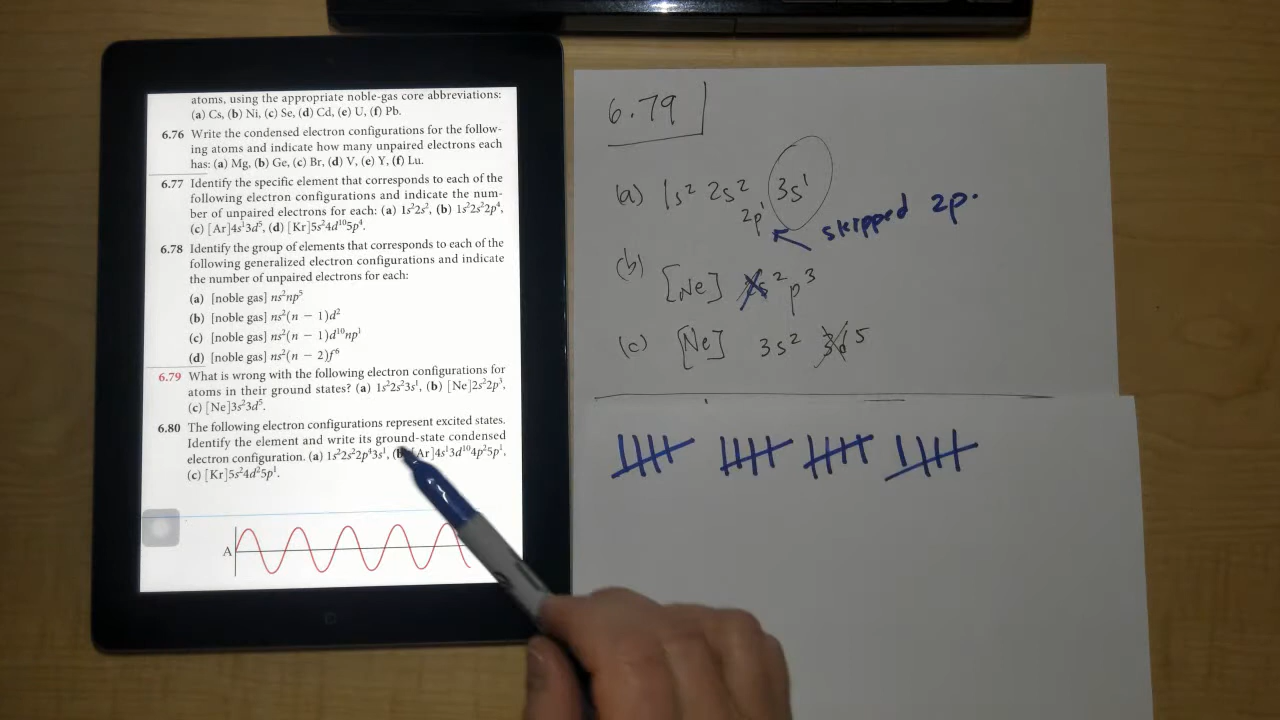 atoms, using the appropriate noble-gas core abbreviations:
(a) Cs, (b) Ni, (c) Se, (d) Cd, (e) U, (f) Pb.
6.76 Write the condensed electron configurations for the follow-
ing atoms and indicate how many unpaired electrons each
has: (a) Mg, (b) Ge, (c) Br, (d) V, (e) Y, (f) Lu.
6.77 Identify the specific element that corresponds to each of the
following electron configurations and indicate the num-
ber of unpaired electrons for each: (a) 1s²2s², (b) 1s²2s²2p⁴,
(c) [Ar]4s¹3d⁵, (d) [Kr]5s²4d¹⁰5p⁴.
6.78 Identify the group of elements that corresponds to each of the
following generalized electron configurations and indicate
the number of unpaired electrons for each:
(a) [noble gas] ns²np⁵
(b) [noble gas] ns²(n − 1)d²
(c) [noble gas] ns²(n − 1)d¹⁰np¹
(d) [noble gas] ns²(n − 2)f⁶
6.79 What is wrong with the following electron configurations for
atoms in their ground states? (a) 1s²2s²3s¹, (b) [Ne]2s²2p³,
(c) [Ne]3s²3d⁵.
6.80 The following electron configurations represent excited states.
Identify the element and write its ground-state condensed
electron configuration. (a) 1s²2s²2p⁴3s¹, [Ar]4s¹3d¹⁰4p²5p¹,
(c) [Kr]5s²4d²5p¹.
A
6.79
(a) 1s² 2s² 3s¹
2p¹ skipped 2p.
(b) [Ne] 2s² p³
(c) [Ne] 3s² 3d⁵